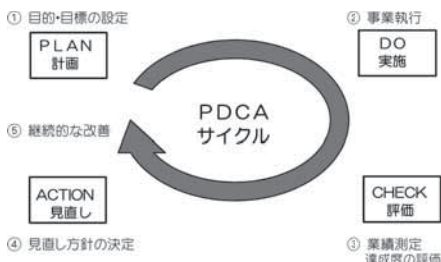 ① 目的・目標の設定
PLAN
計画
② 事業執行
DO
実施
PDCA
サイクル
⑤ 継続的な改善
ACTION
見直し
④ 見直し方針の決定
CHECK
評価
③ 業績測定
達成度の評価